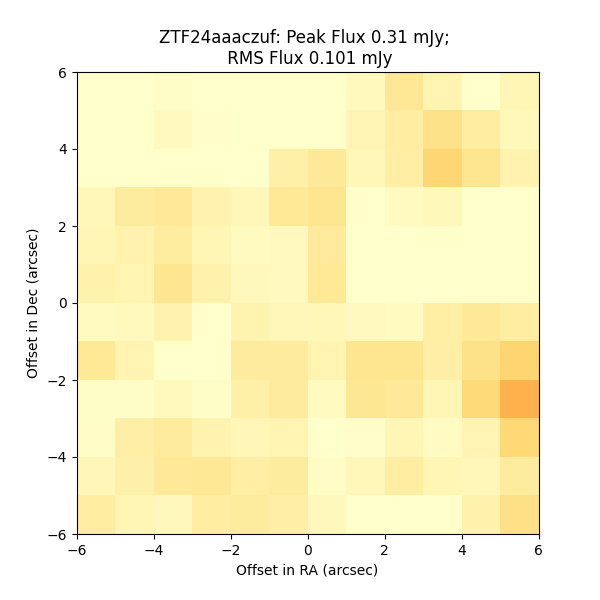 ZTF24aaaczuf: Peak Flux 0.31 mJy;
RMS Flux 0.101 mJy
6
4
2
0
−2
−4
−6
Offset in Dec (arcsec)
−6 −4 −2 0 2 4 6
Offset in RA (arcsec)